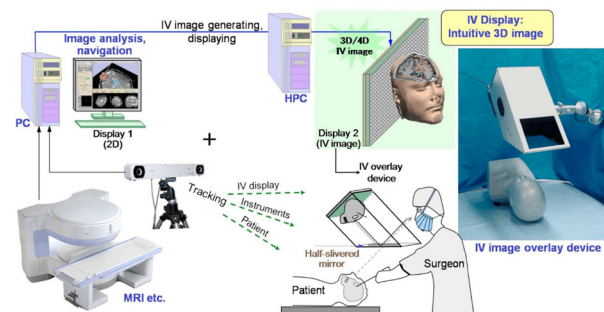 IV image generating,
displaying
Image analysis,
navigation
3D/4D
IV image
IV Display:
Intuitive 3D image
PC
Display 1
(2D)
HPC
Display 2
(IV image)
IV overlay
device
Tracking
IV display
Instruments
Patient
Half-slivered
mirror
Surgeon
Patient
MRI etc.
IV image overlay device